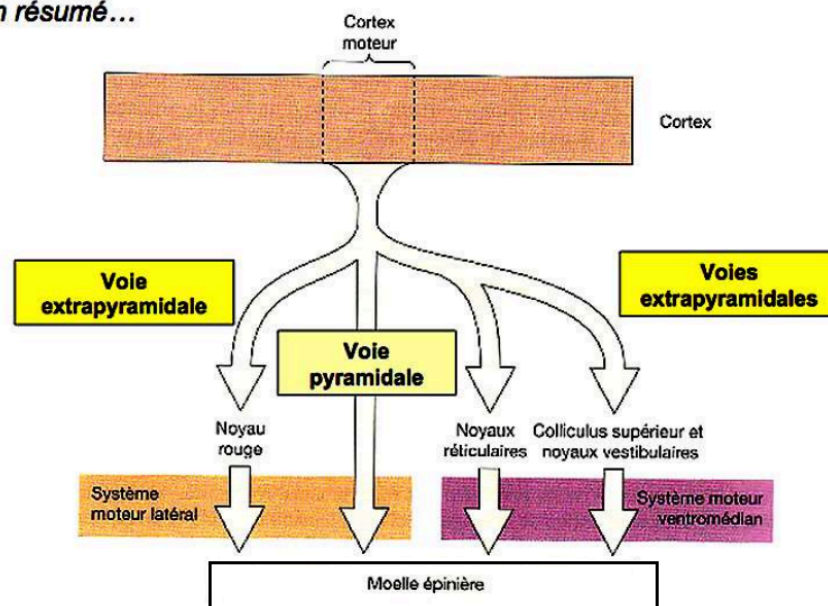 n résumé...
Cortex
moteur
Cortex
Voie
extrapyramidale
Voies
extrapyramidales
Voie
pyramidale
Noyau
rouge
Noyaux
réticulaires
Colliculus supérieur et
noyaux vestibulaires
Système
moteur latéral
Système moteur
ventromédian
Moelle épinière